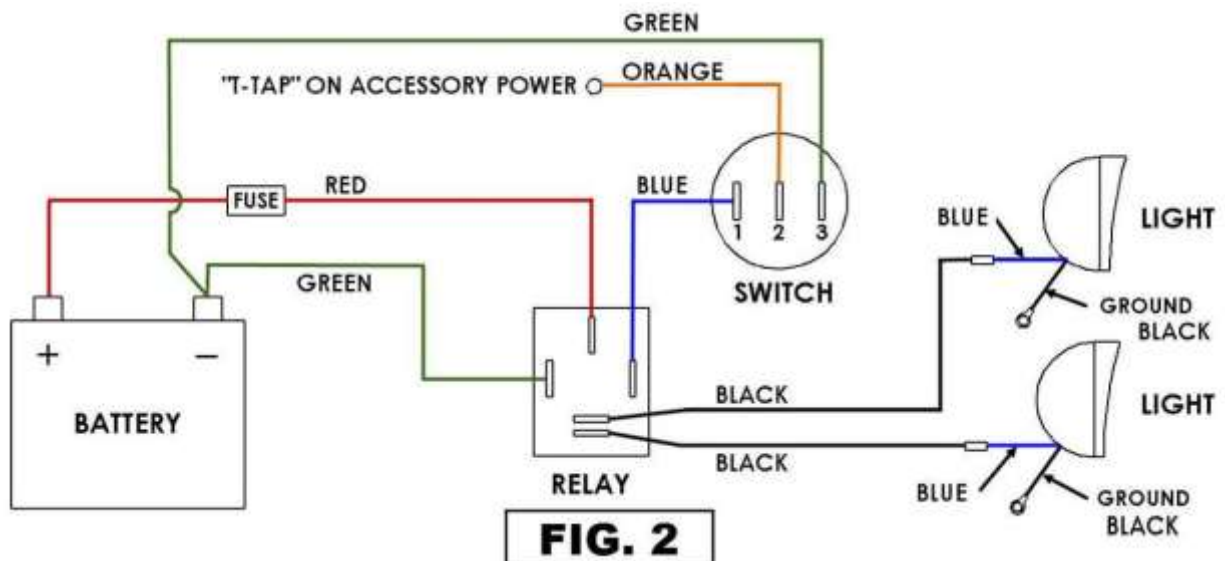 GREEN
"T-TAP" ON ACCESSORY POWER
ORANGE
RED
FUSE
BLUE
1 2 3
SWITCH
BLUE
LIGHT
GROUND
BLACK
GREEN
+ −
BATTERY
BLACK
LIGHT
BLACK
RELAY
BLUE
GROUND
BLACK
FIG. 2